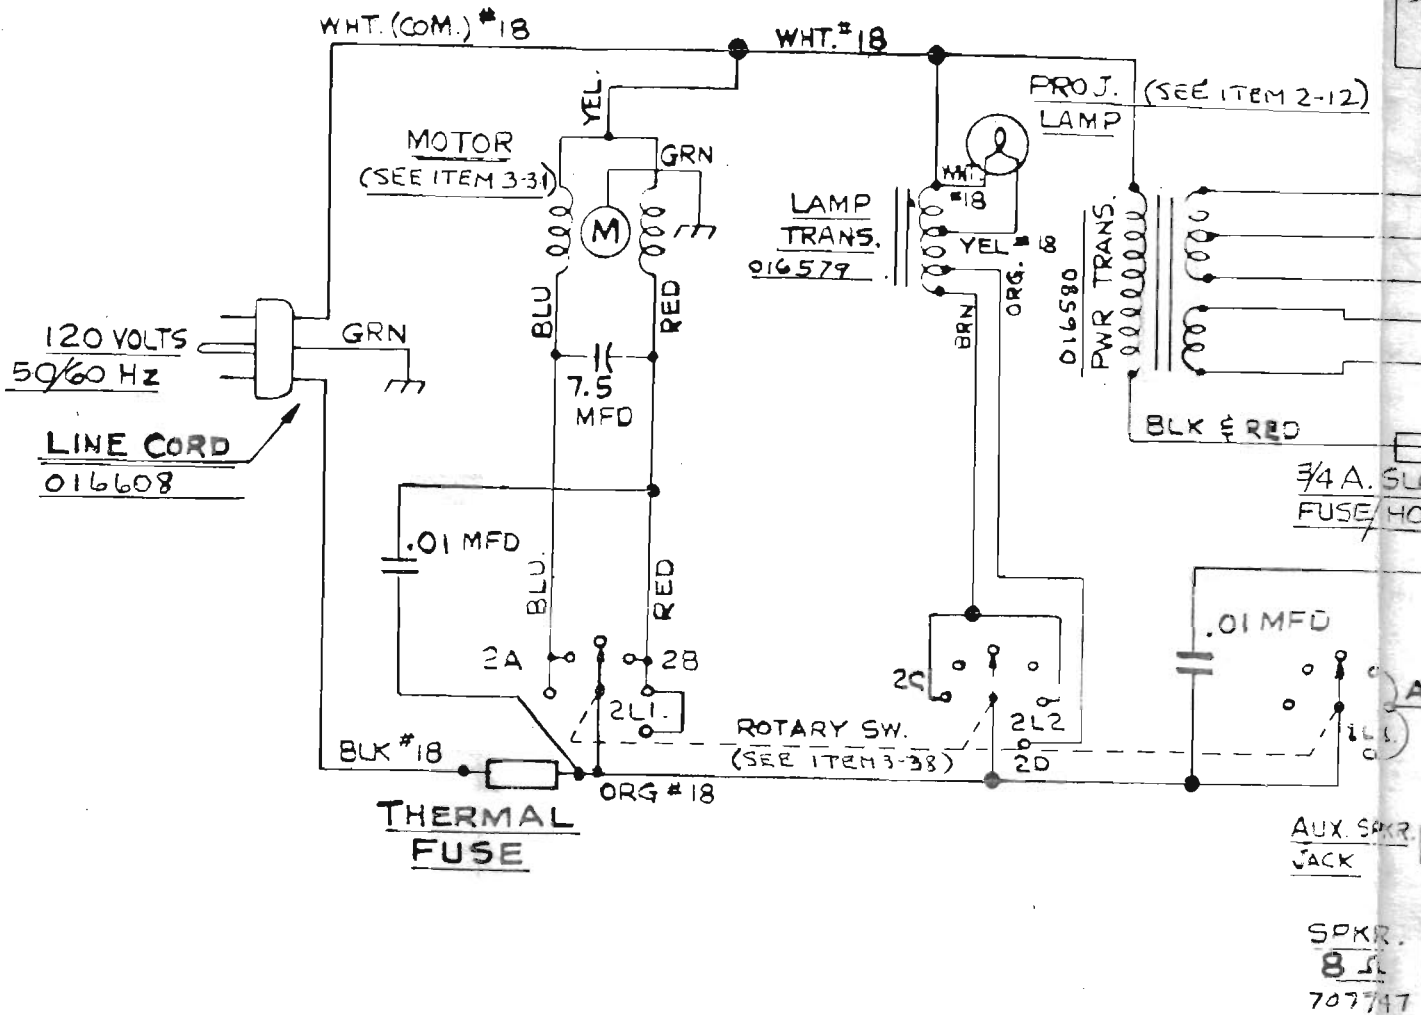 WHT. (COM.) #18
WHT. #18
YEL.
PROJ. (SEE ITEM 2-12)
LAMP
MOTOR
(SEE ITEM 3-31)
GRN
M
WHT.
#18
LAMP
TRANS.
016579
YEL #18
ORG.
BRN
PWR TRANS.
016580
BLU
RED
120 VOLTS
50/60 Hz
GRN
7.5
MFD
LINE CORD
016608
BLK & RED
3/4 A.
FUSE/
.01 MFD
BLU.
RED
.01 MFD
2A
2B
2L1.
2C
2L2
2D
ROTARY SW.
(SEE ITEM 3-38)
BLK #18
ORG #18
THERMAL
FUSE
AUX. SPKR.
JACK
SPKR.
8 Ω
707747